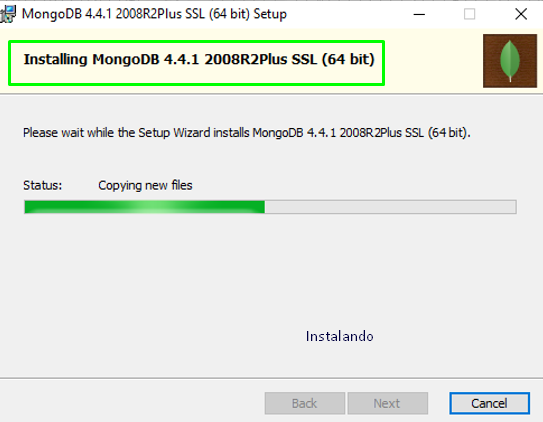 MongoDB 4.4.1 2008R2Plus SSL (64 bit) Setup
Installing MongoDB 4.4.1 2008R2Plus SSL (64 bit)
Please wait while the Setup Wizard installs MongoDB 4.4.1 2008R2Plus SSL (64 bit).
Status: Copying new files
Instalando
Back Next Cancel